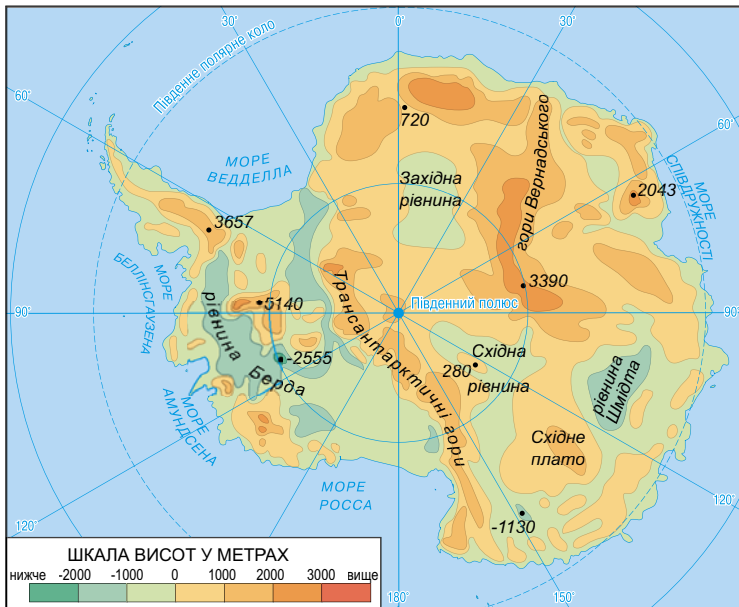 30°
0°
30°
Південне полярне коло
60°
60°
720
МОРЕ
ВЕДДЕЛЛА
Західна
рівнина
гори Вернадського
2043
МОРЕ
СПІВДРУЖНОСТІ
3657
МОРЕ
БЕЛЛІНСГАУЗЕНА
3390
5140
Південний полюс
90°
90°
рівнина Берда
-2555
Трансантарктичні гори
280
Східна
рівнина
рівнина
Шмідта
МОРЕ
АМУНДСЕНА
Східне
плато
МОРЕ
РОССА
-1130
120°
120°
180°
150°
ШКАЛА ВИСОТ У МЕТРАХ
нижче -2000 -1000 0 1000 2000 3000 вище